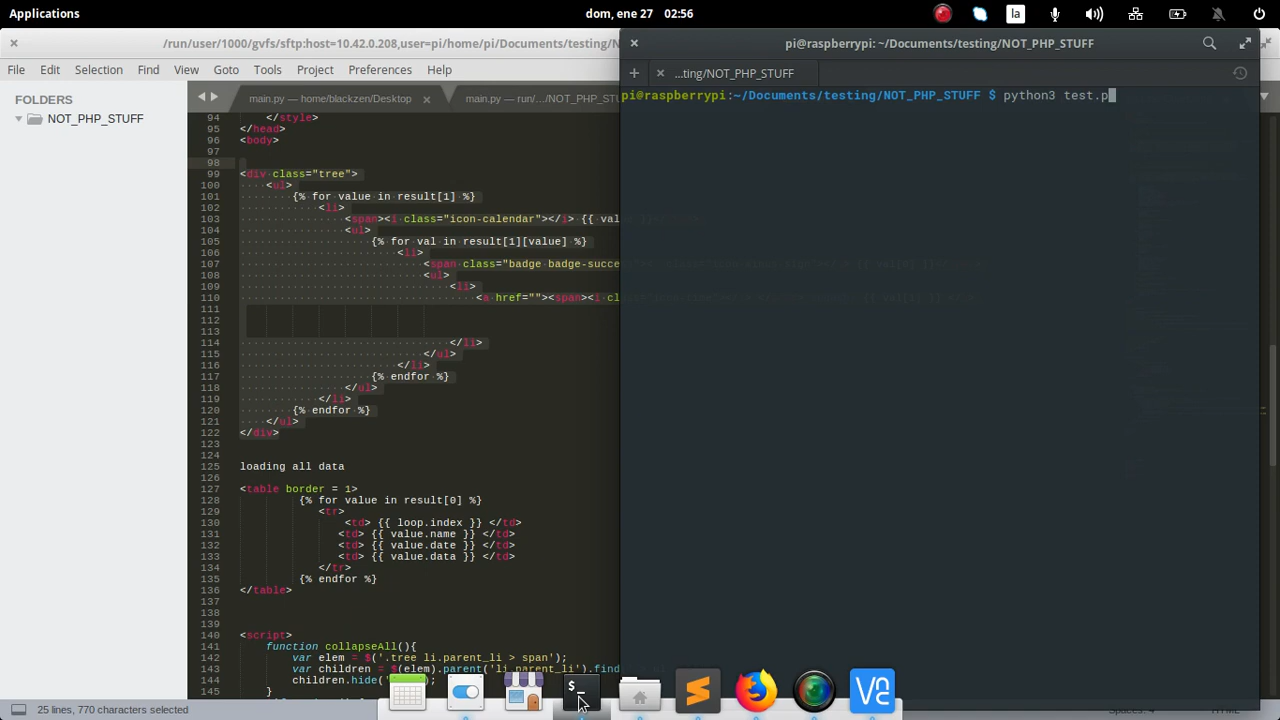 Applications
dom, ene 27 02:56
la
/run/user/1000/gvfs/sftp:host=10.42.0.208,user=pi/home/pi/Documents/testing/N
File Edit Selection Find View Goto Tools Project Preferences Help
FOLDERS
NOT_PHP_STUFF
main.py — home/blackzen/Desktop
main.py — run/…/NOT_PHP_STU
94 </style>
95 </head>
96 <body>
97
98
99 <div class="tree">
100 <ul>
101 {% for value in result[1] %}
102 <li>
103 <span><i class="icon-calendar"></i> {{ val
104 <ul>
105 {% for val in result[1][value] %}
106 <li>
107 <span class="badge badge-succe
108 <ul>
109 <li>
110 <a href=""><span><i cl
111
112
113
114 </li>
115 </ul>
116 </li>
117 {% endfor %}
118 </ul>
119 </li>
120 {% endfor %}
121 </ul>
122 </div>
123
124
125 loading all data
126
127 <table border = 1>
128 {% for value in result[0] %}
129 <tr>
130 <td> {{ loop.index }} </td>
131 <td> {{ value.name }} </td>
132 <td> {{ value.date }} </td>
133 <td> {{ value.data }} </td>
134 </tr>
135 {% endfor %}
136 </table>
137
138
139
140 <script>
141 function collapseAll(){
142 var elem = $('.tree li.parent_li > span');
143 var children = $(elem).parent('li.parent_li').find
144 children.hide('
145 }
25 lines, 770 characters selected
Spaces: 4
HTML
pi@raspberrypi: ~/Documents/testing/NOT_PHP_STUFF
…ting/NOT_PHP_STUFF
pi@raspberrypi:~/Documents/testing/NOT_PHP_STUFF $ python3 test.p
$_